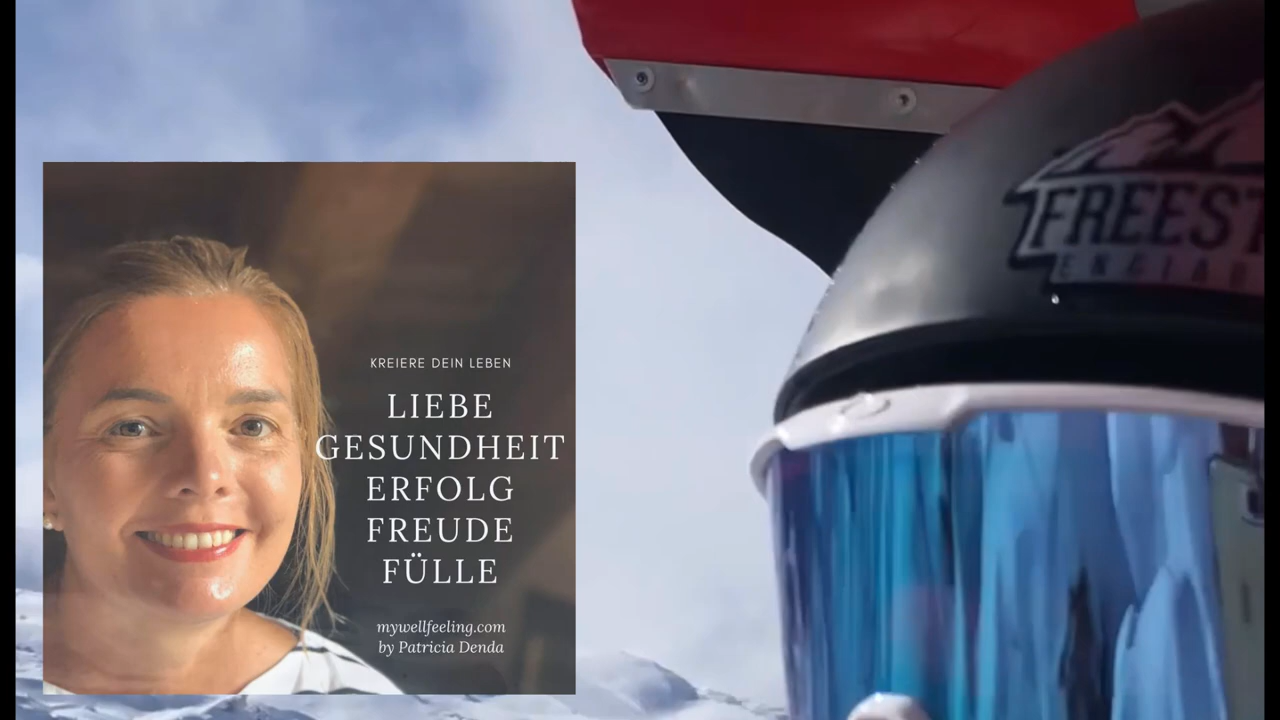 KREIERE DEIN LEBEN
LIEBE
GESUNDHEIT
ERFOLG
FREUDE
FÜLLE
mywellfeeling.com
by Patricia Denda